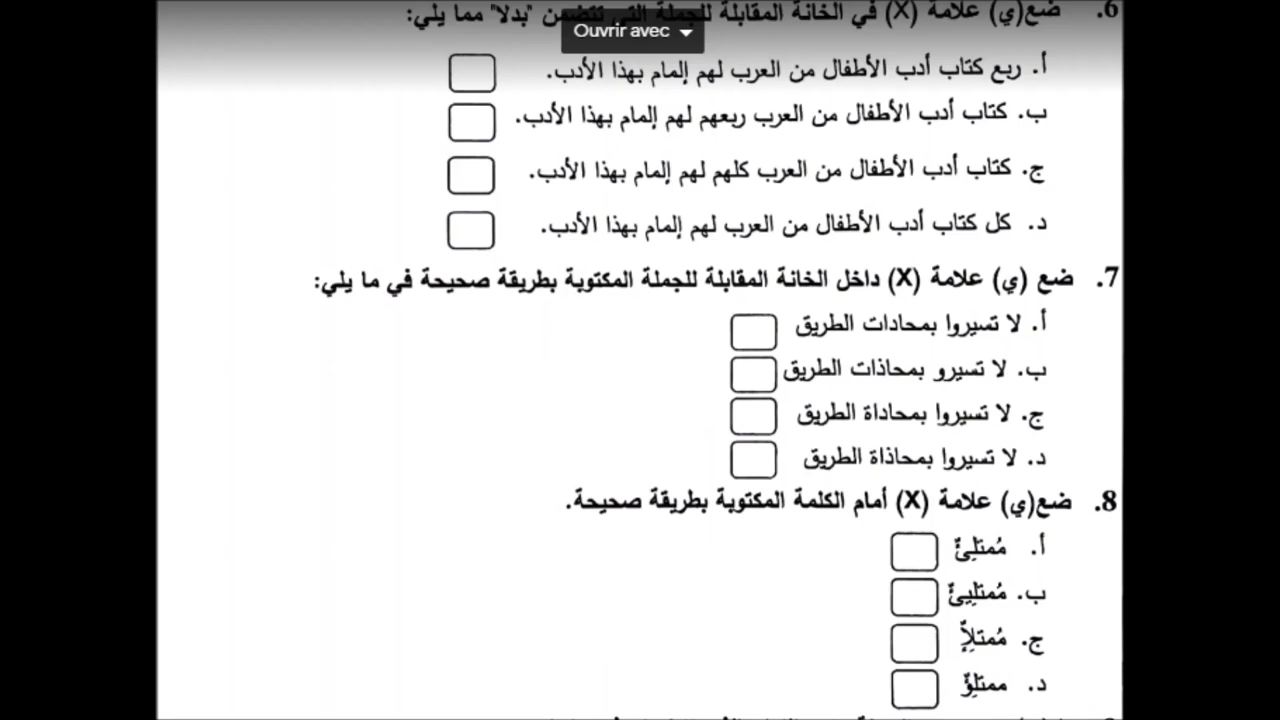 6. ضع(ي) علامة (X) في الخانة المقابلة للجملة التي تتضمن "بدلا" مما يلي:
Ouvrir avec
أ. ربع كتاب أدب الأطفال من العرب لهم إلمام بهذا الأدب.
ب. كتاب أدب الأطفال من العرب ربعهم لهم إلمام بهذا الأدب.
ج. كتاب أدب الأطفال من العرب كلهم لهم إلمام بهذا الأدب.
د. كل كتاب أدب الأطفال من العرب لهم إلمام بهذا الأدب.
7. ضع (ي) علامة (X) داخل الخانة المقابلة للجملة المكتوبة بطريقة صحيحة في ما يلي:
أ. لا تسيروا بمحادات الطريق
ب. لا تسيرو بمحاذات الطريق
ج. لا تسيروا بمحاداة الطريق
د. لا تسيروا بمحاذاة الطريق
8. ضع(ي) علامة (X) أمام الكلمة المكتوبة بطريقة صحيحة.
أ. مُمتلِئٌ
ب. مُمتلِيئٌ
ج. مُمتلِأٌ
د. ممتلِؤٌ